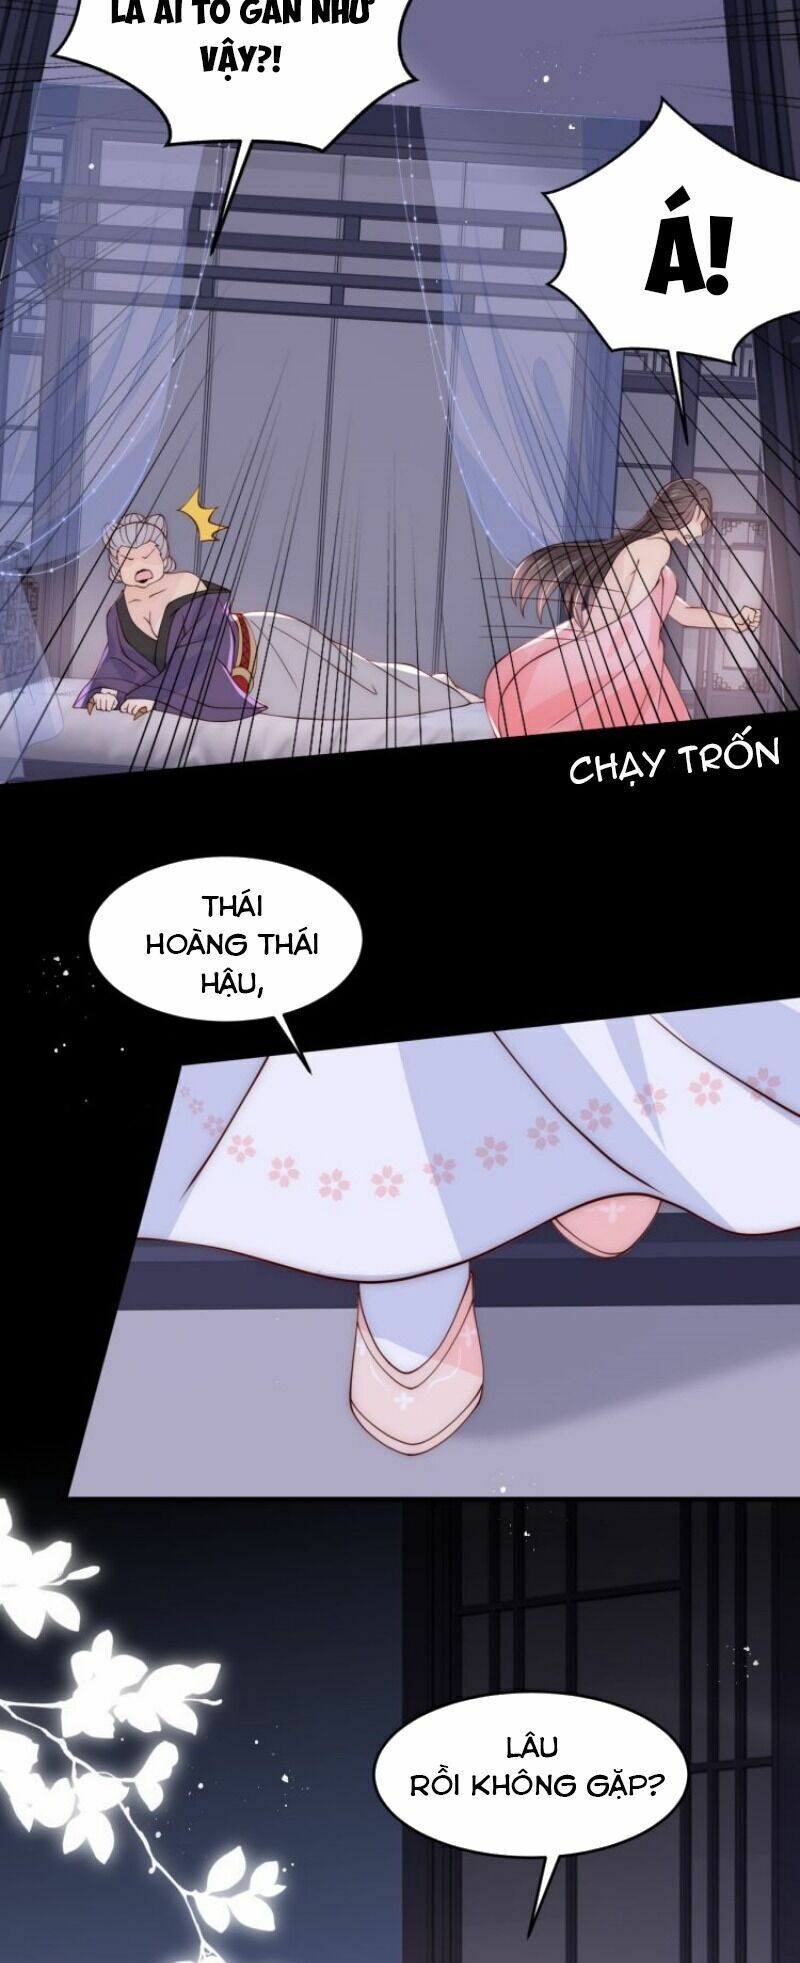 LÀ AI TO GAN NHƯ
VẬY?!
Á!
CHẠY TRỐN
THÁI
HOÀNG THÁI
HẬU,
LÂU
RỒI KHÔNG GẶP?